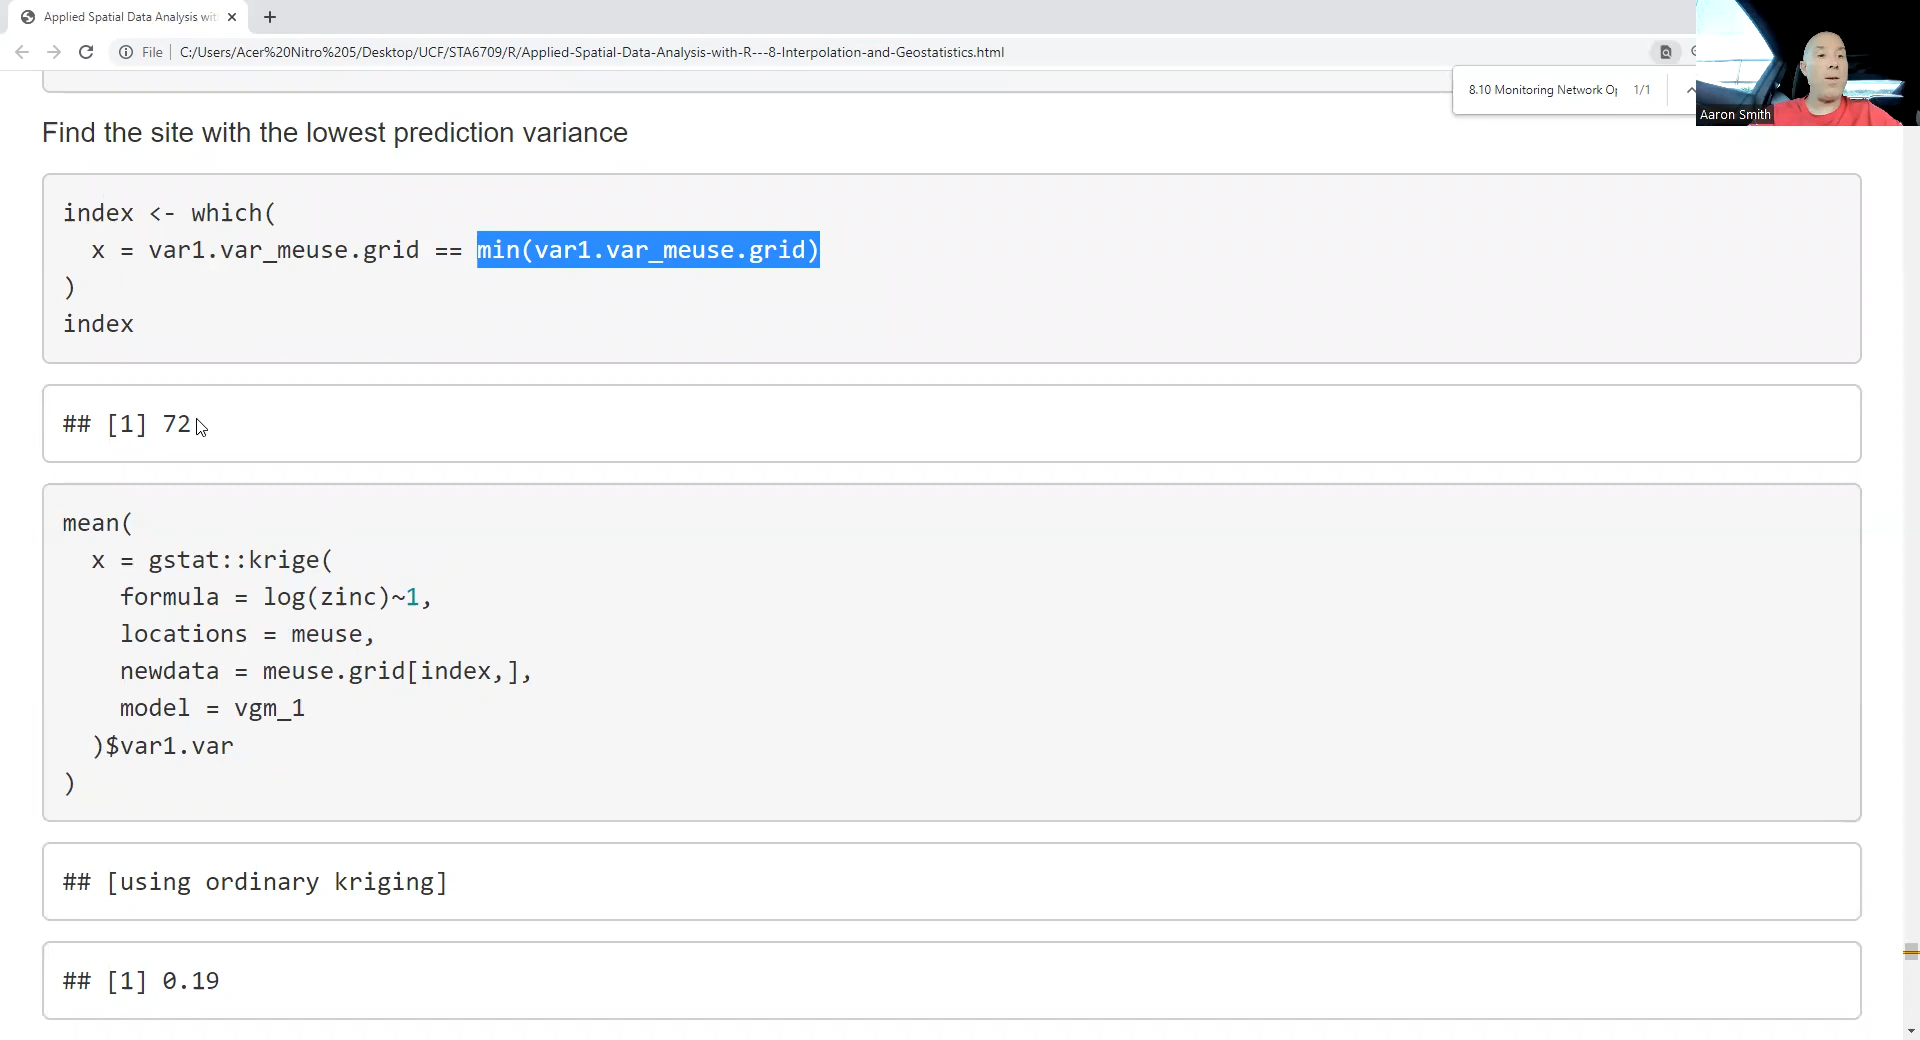 Applied Spatial Data Analysis wit
File
C:/Users/Acer%20Nitro%205/Desktop/UCF/STA6709/R/Applied-Spatial-Data-Analysis-with-R---8-Interpolation-and-Geostatistics.html
8.10 Monitoring Network Op 1/1
Aaron Smith
Find the site with the lowest prediction variance
index <- which(
  x = var1.var_meuse.grid == min(var1.var_meuse.grid)
)
index
## [1] 72
mean(
  x = gstat::krige(
    formula = log(zinc)~1,
    locations = meuse,
    newdata = meuse.grid[index,],
    model = vgm_1
  )$var1.var
)
## [using ordinary kriging]
## [1] 0.19